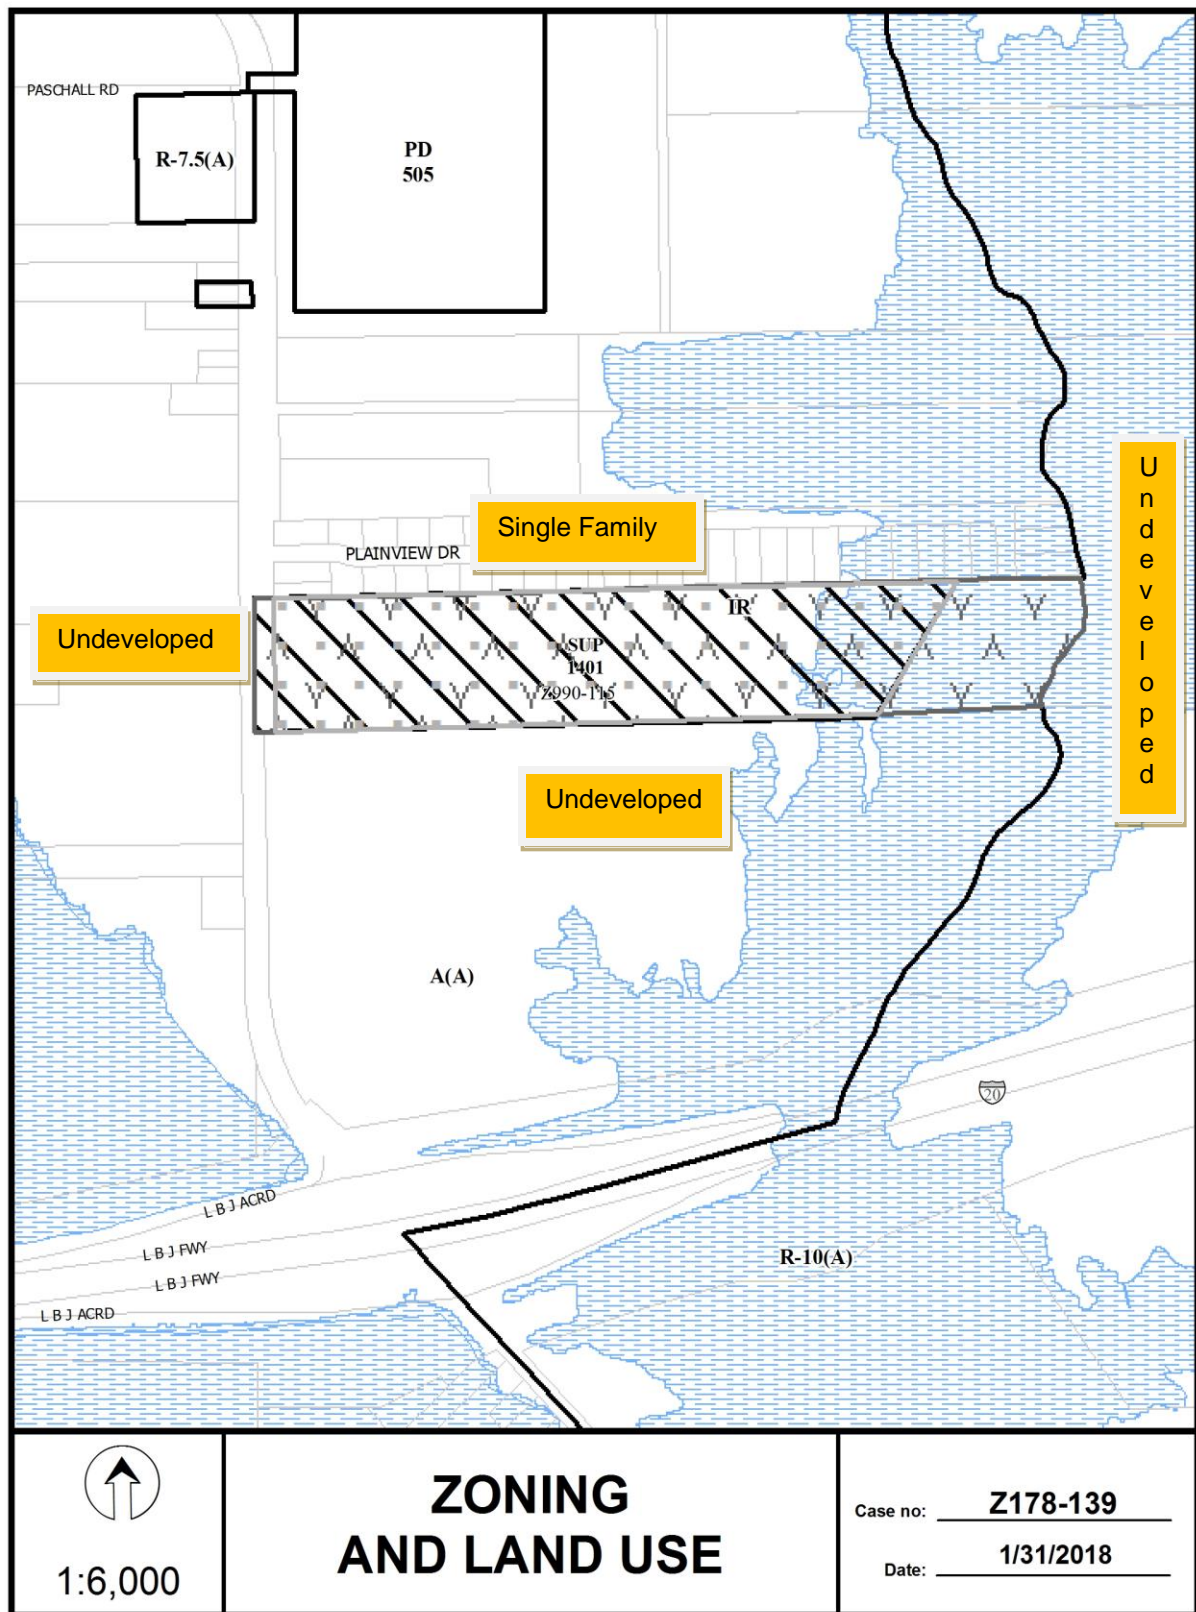 PASCHALL RD
R-7.5(A)
PD
505
Single Family
PLAINVIEW DR
Undeveloped
IR
SUP
1401
Z990-115
Undeveloped
U
n
d
e
v
e
l
o
p
e
d
A(A)
20
L B J ACRD
L B J FWY
L B J FWY
L B J ACRD
R-10(A)
1:6,000
ZONING
AND LAND USE
Case no: Z178-139
Date: 1/31/2018